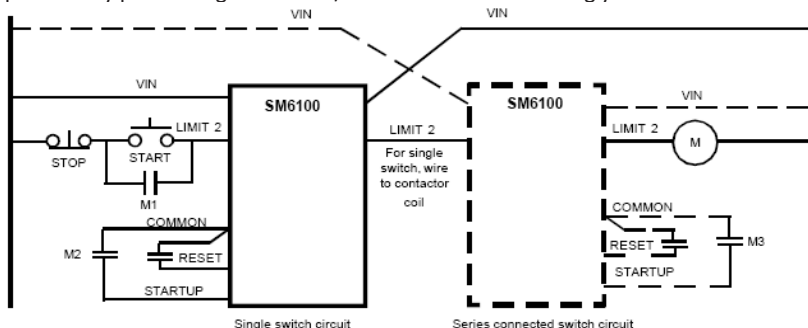 VIN
VIN
VIN
SM6100
SM6100
VIN
LIMIT 2
STOP
START
M1
LIMIT 2
For single
switch, wire
to contactor
coil
LIMIT 2
M
COMMON
M2
RESET
STARTUP
COMMON
RESET
M3
STARTUP
Single switch circuit
Series connected switch circuit